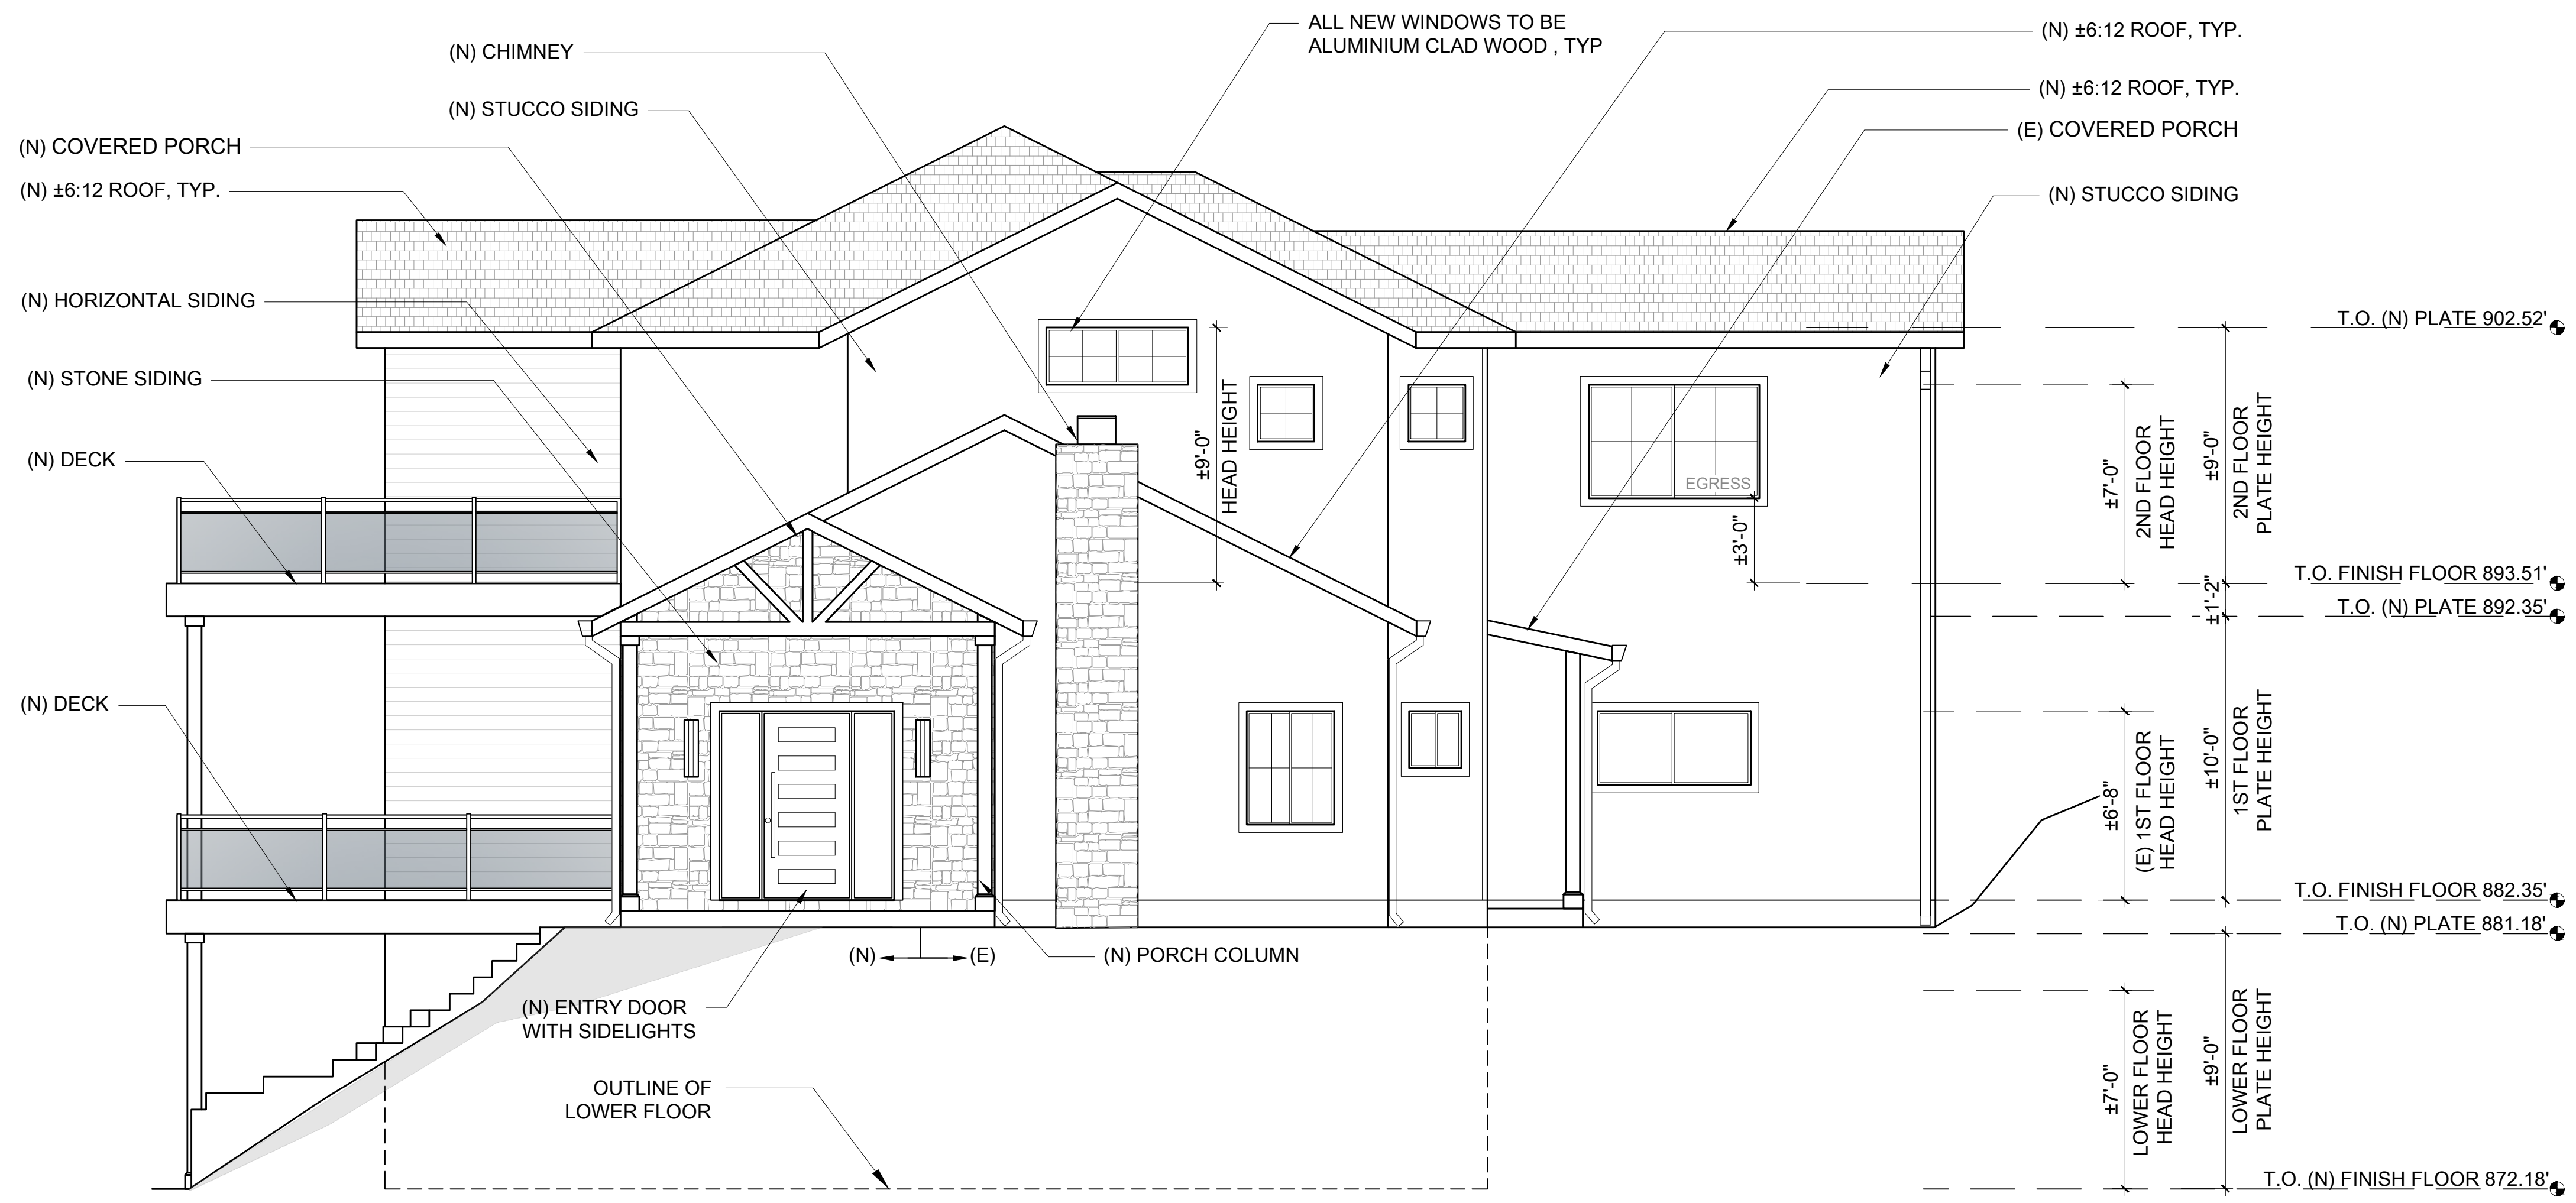 (N) CHIMNEY
ALL NEW WINDOWS TO BE
ALUMINIUM CLAD WOOD , TYP
(N) ±6:12 ROOF, TYP.
(N) ±6:12 ROOF, TYP.
(N) STUCCO SIDING
(E) COVERED PORCH
(N) COVERED PORCH
(N) ±6:12 ROOF, TYP.
(N) STUCCO SIDING
(N) HORIZONTAL SIDING
(N) STONE SIDING
(N) DECK
(N) DECK
±9'-0"
HEAD HEIGHT
EGRESS
±3'-0"
T.O. (N) PLATE 902.52'
±7'-0"
2ND FLOOR
HEAD HEIGHT
±9'-0"
2ND FLOOR
PLATE HEIGHT
T.O. FINISH FLOOR 893.51'
±1'-2"
T.O. (N) PLATE 892.35'
±6'-8"
(E) 1ST FLOOR
HEAD HEIGHT
±10'-0"
1ST FLOOR
PLATE HEIGHT
T.O. FINISH FLOOR 882.35'
T.O. (N) PLATE 881.18'
(N)
(E)
(N) PORCH COLUMN
(N) ENTRY DOOR
WITH SIDELIGHTS
OUTLINE OF
LOWER FLOOR
±7'-0"
LOWER FLOOR
HEAD HEIGHT
±9'-0"
LOWER FLOOR
PLATE HEIGHT
T.O. (N) FINISH FLOOR 872.18'